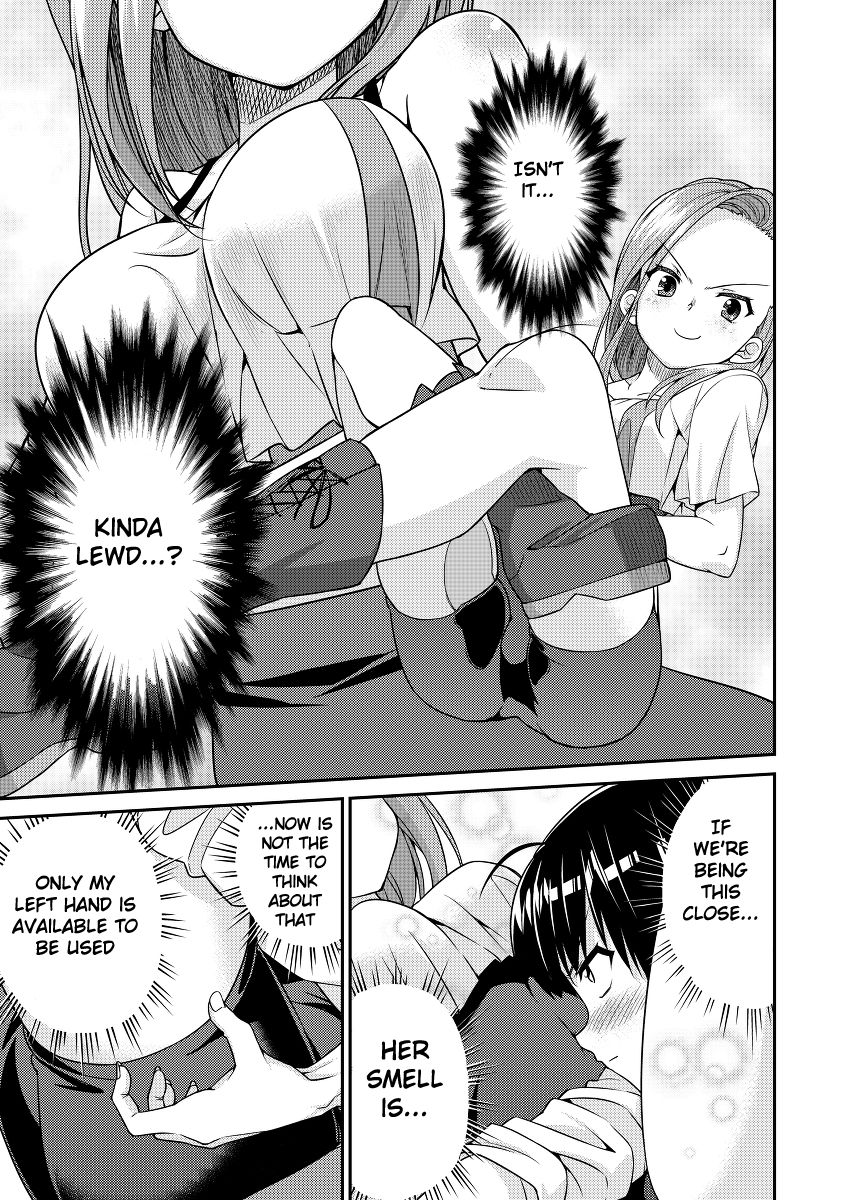 ISN'T
IT...
KINDA
LEWD...?
IF
WE'RE
BEING
THIS
CLOSE...
HER
SMELL
IS...
...NOW IS
NOT THE
TIME TO
THINK
ABOUT
THAT
ONLY MY
LEFT HAND IS
AVAILABLE TO
BE USED